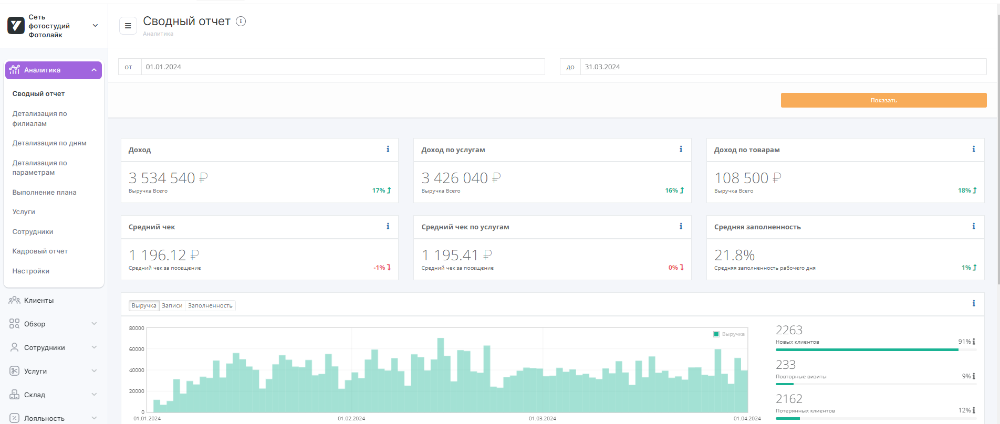 Сеть
фотостудий
Фотолайк
Аналитика
Сводный отчет
Детализация по
филиалам
Детализация по дням
Детализация по
параметрам
Выполнение плана
Услуги
Сотрудники
Кадровый отчет
Настройки
Клиенты
Обзор
Сотрудники
Услуги
Склад
Лояльность
Сводный отчет
Аналитика
от 01.01.2024
до 31.03.2024
Показать
Доход
3 534 540 ₽
Выручка Всего
17%
Доход по услугам
3 426 040 ₽
Выручка Всего
16%
Доход по товарам
108 500 ₽
Выручка Всего
18%
Средний чек
1 196.12 ₽
Средний чек за посещение
-1%
Средний чек по услугам
1 195.41 ₽
Средний чек за посещение
0%
Средняя заполненность
21.8%
Средняя заполненность рабочего дня
1%
Выручка Записи Заполненность
80000
60000
40000
20000
0
01.01.2024 01.02.2024 01.03.2024 01.04.2024
Выручка
2263
Новых клиентов 91%
233
Повторные визиты 9%
2162
Потерянных клиентов 12%